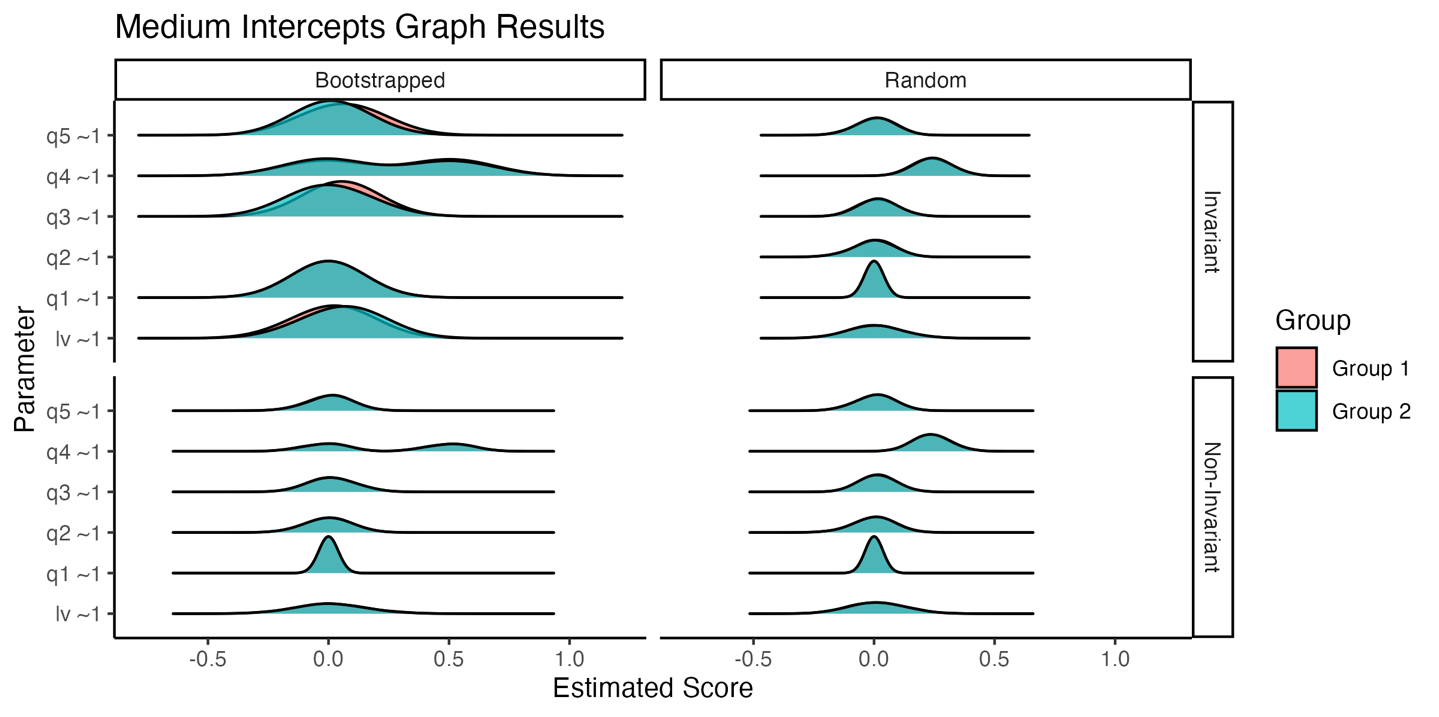 Medium Intercepts Graph Results
Bootstrapped
Random
Parameter
q5 ~1
q4 ~1
q3 ~1
q2 ~1
q1 ~1
lv ~1
Invariant
q5 ~1
q4 ~1
q3 ~1
q2 ~1
q1 ~1
lv ~1
Non-Invariant
-0.5 0.0 0.5 1.0
-0.5 0.0 0.5 1.0
Estimated Score
Group
Group 1
Group 2